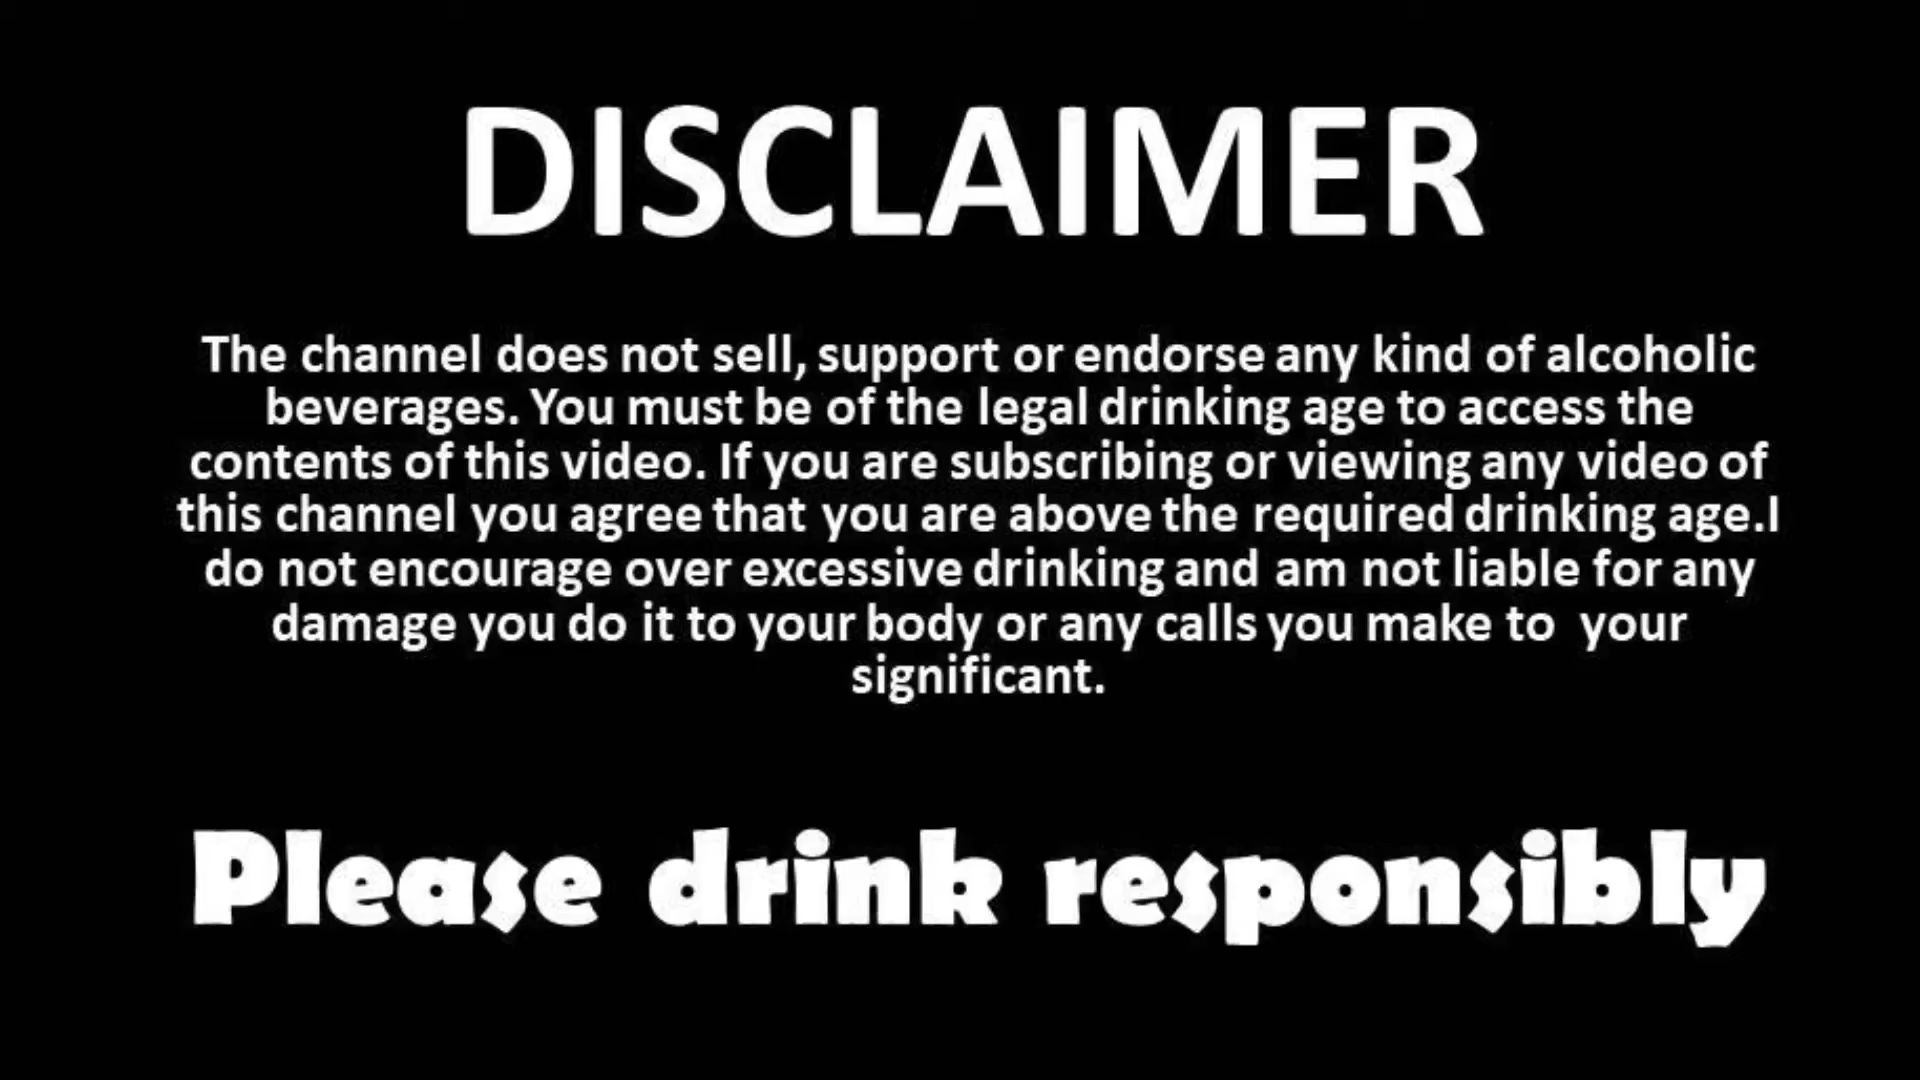 DISCLAIMER
The channel does not sell, support or endorse any kind of alcoholic
beverages. You must be of the legal drinking age to access the
contents of this video. If you are subscribing or viewing any video of
this channel you agree that you are above the required drinking age.I
do not encourage over excessive drinking and am not liable for any
damage you do it to your body or any calls you make to  your
significant.
Please drink responsibly